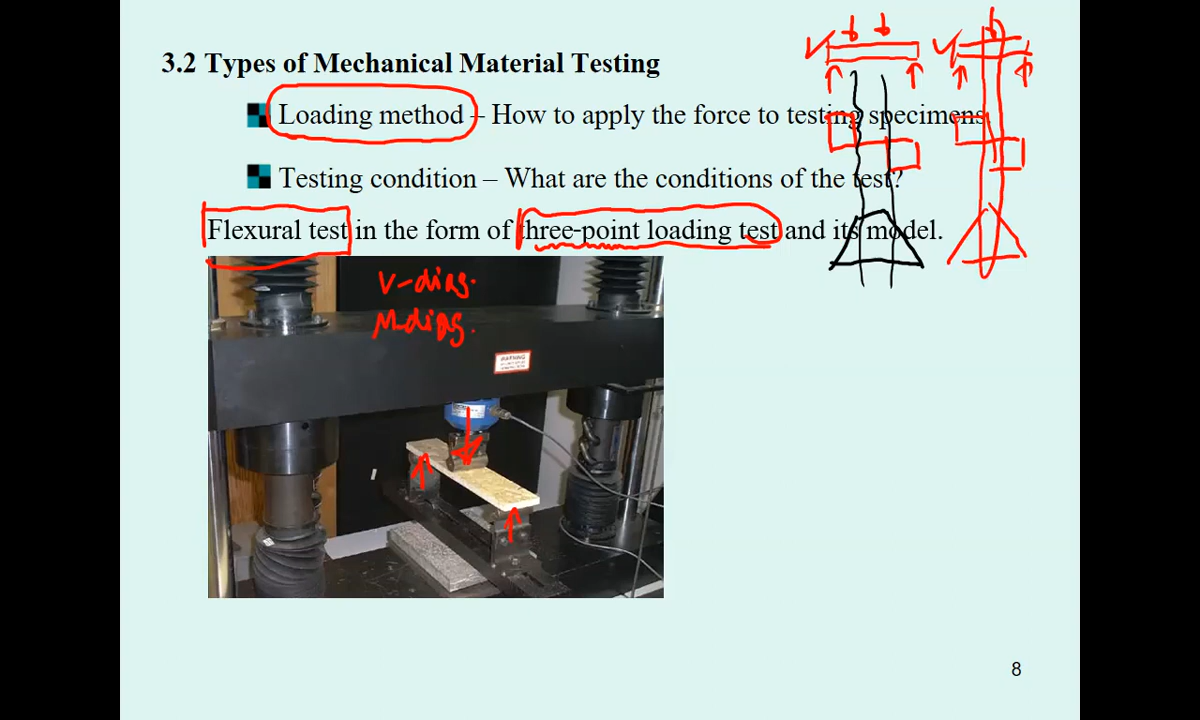 3.2 Types of Mechanical Material Testing
Loading method – How to apply the force to testing specimens
Testing condition – What are the conditions of the test?
Flexural test in the form of three-point loading test and its model.
V-diag.
M-diag.
WARNING
8